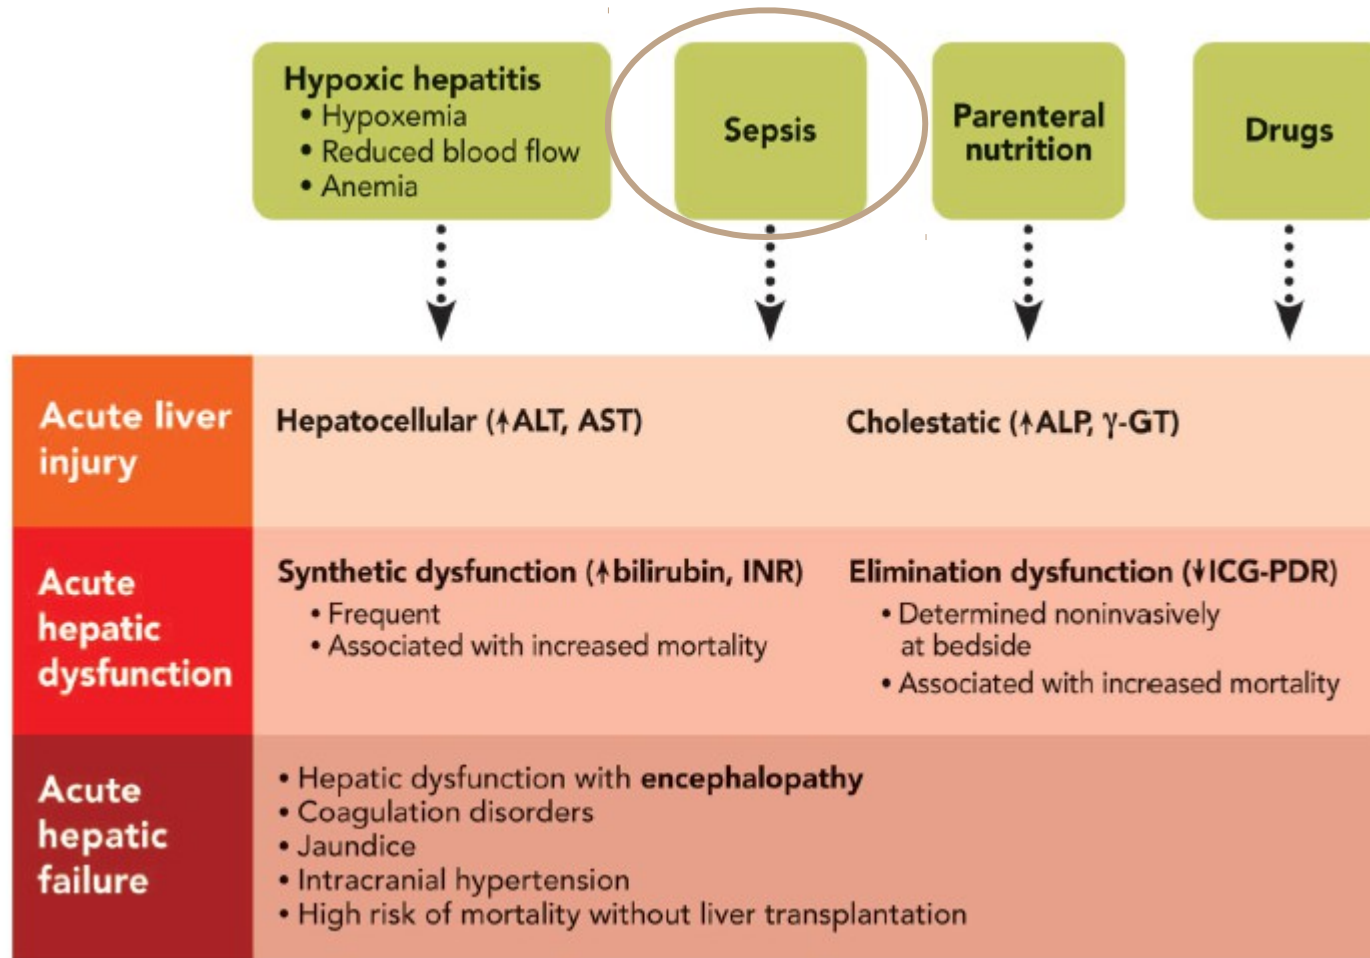 Hypoxic hepatitis
• Hypoxemia
• Reduced blood flow
• Anemia
Sepsis
Parenteral
nutrition
Drugs
Acute liver
injury
Hepatocellular (↑ALT, AST)
Cholestatic (↑ALP, γ-GT)
Acute
hepatic
dysfunction
Synthetic dysfunction (↑bilirubin, INR)
• Frequent
• Associated with increased mortality
Elimination dysfunction (↓ICG-PDR)
• Determined noninvasively
at bedside
• Associated with increased mortality
Acute
hepatic
failure
• Hepatic dysfunction with encephalopathy
• Coagulation disorders
• Jaundice
• Intracranial hypertension
• High risk of mortality without liver transplantation